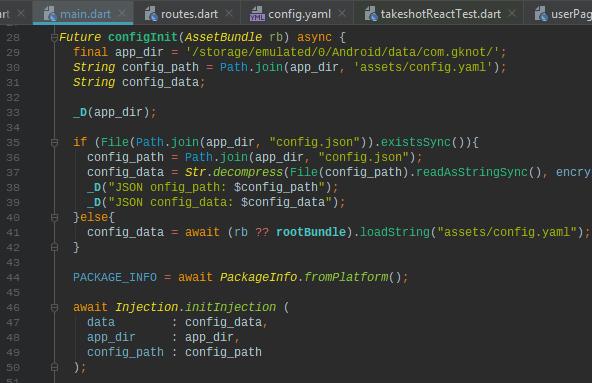 art × main.dart × routes.dart × config.yaml × takeshotReactTest.dart × userPag
28 Future configInit(AssetBundle rb) async {
29 final app_dir = '/storage/emulated/0/Android/data/com.gknot/';
30 String config_path = Path.join(app_dir, 'assets/config.yaml');
31 String config_data;
32
33 _D(app_dir);
34
35 if (File(Path.join(app_dir, "config.json")).existsSync()){
36 config_path = Path.join(app_dir, "config.json");
37 config_data = Str.decompress(File(config_path).readAsStringSync(), encry
38 _D("JSON onfig_path: $config_path");
39 _D("JSON config_data: $config_data");
40 }else{
41 config_data = await (rb ?? rootBundle).loadString("assets/config.yaml");
42 }
43
44 PACKAGE_INFO = await PackageInfo.fromPlatform();
45
46 await Injection.initInjection (
47 data : config_data,
48 app_dir : app_dir,
49 config_path : config_path
50 );
51